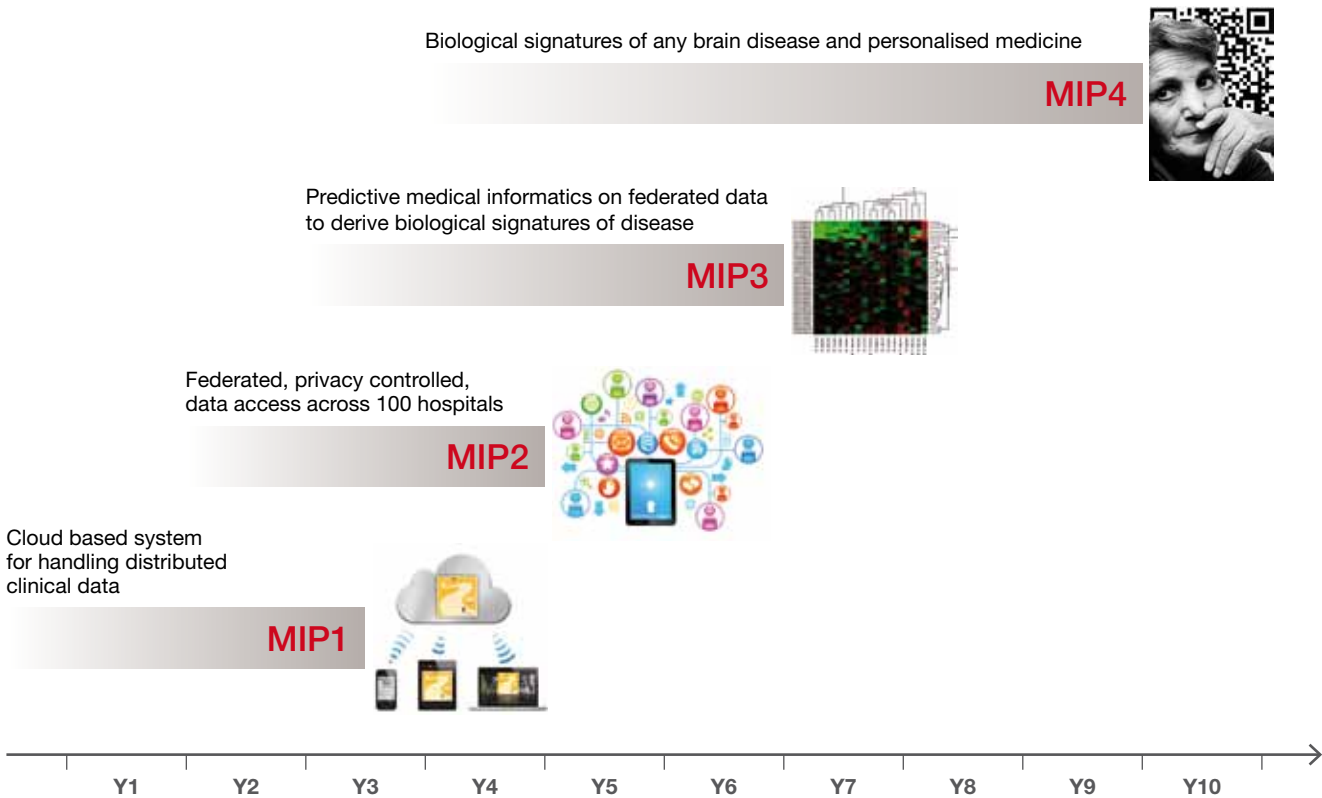 Biological signatures of any brain disease and personalised medicine
MIP4
Predictive medical informatics on federated data
to derive biological signatures of disease
MIP3
Federated, privacy controlled,
data access across 100 hospitals
MIP2
Cloud based system
for handling distributed
clinical data
MIP1
Y1 Y2 Y3 Y4 Y5 Y6 Y7 Y8 Y9 Y10